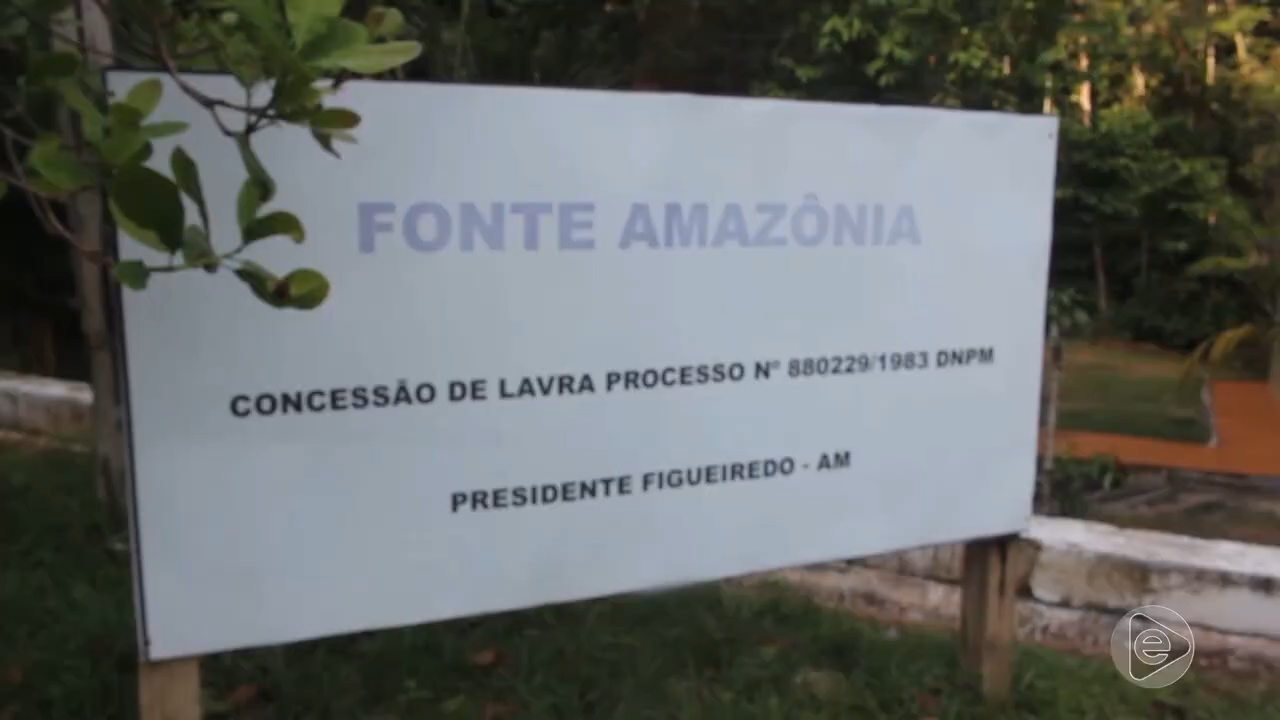 FONTE AMAZÔNIA
CONCESSÃO DE LAVRA PROCESSO Nº 880229/1983 DNPM
PRESIDENTE FIGUEIREDO - AM
e